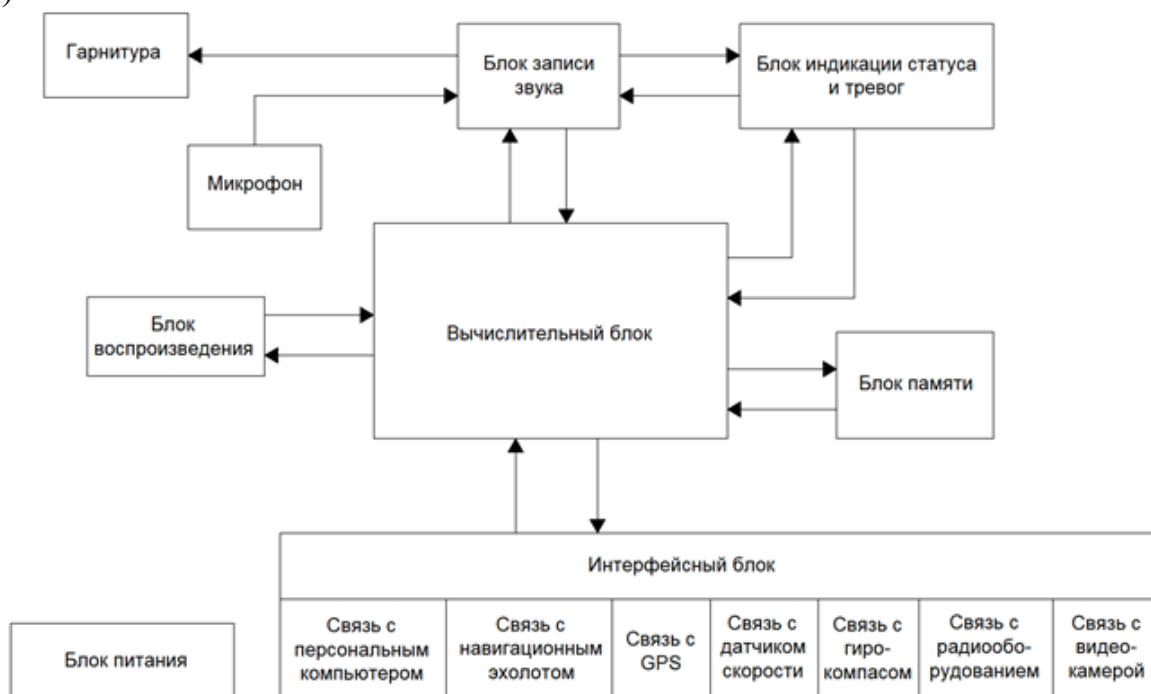 )
Гарнитура
Блок записи
звука
Блок индикации статуса
и тревог
Микрофон
Блок
воспроизведения
Вычислительный блок
Блок памяти
Интерфейсный блок
Блок питания
Связь с
персональным
компьютером
Связь с
навигационным
эхолотом
Связь с
GPS
Связь с
датчиком
скорости
Связь с
гиро-
компасом
Связь с
радиообо-
рудованием
Связь с
видео-
камерой